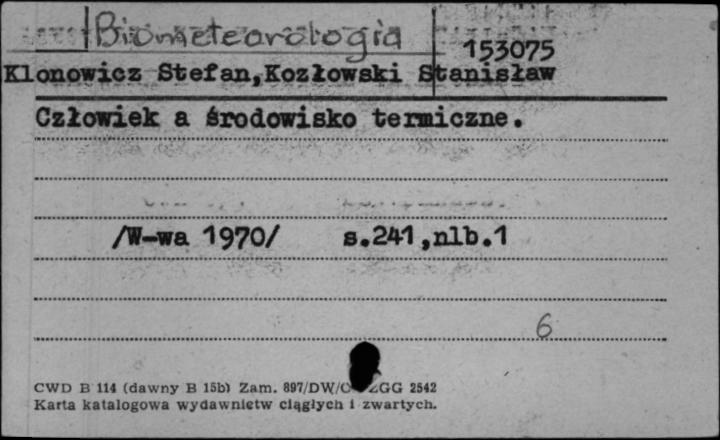 Biometeorologia
153075
Klonowicz Stefan,Kozłowski Stanisław
Człowiek a środowisko termiczne.
/W-wa 1970/ s.241,nlb.1
6
CWD B 114 (dawny B 15b) Zam. 897/DW/ ZGG 2542
Karta katalogowa wydawnictw ciągłych i zwartych.